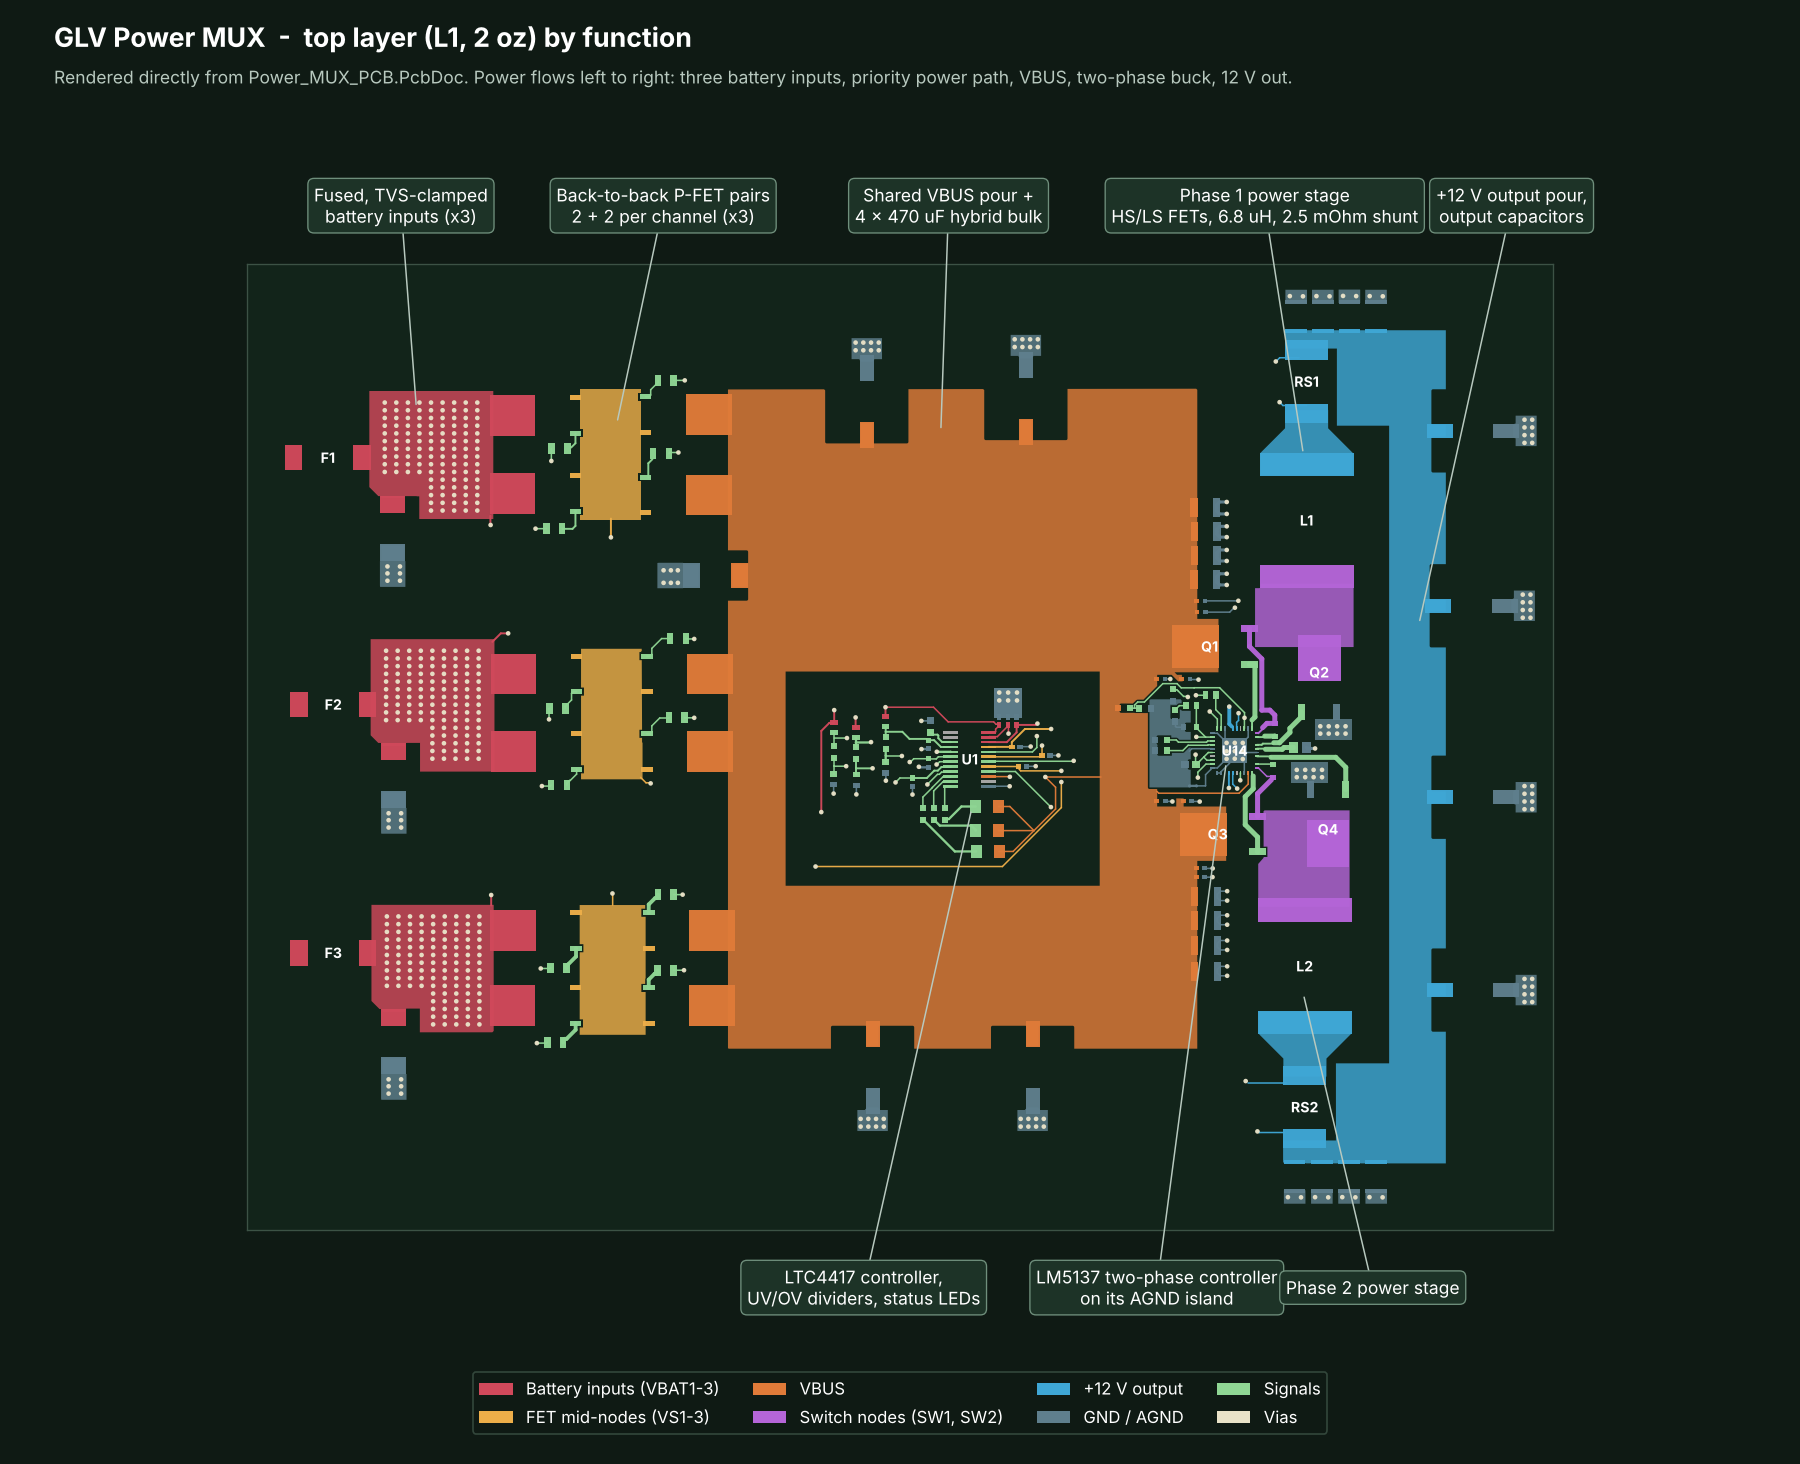 GLV Power MUX - top layer (L1, 2 oz) by function
Rendered directly from Power_MUX_PCB.PcbDoc. Power flows left to right: three battery inputs, priority power path, VBUS, two-phase buck, 12 V out.
Fused, TVS-clamped
battery inputs (x3)
Back-to-back P-FET pairs
2 + 2 per channel (x3)
Shared VBUS pour +
4 × 470 uF hybrid bulk
Phase 1 power stage
HS/LS FETs, 6.8 uH, 2.5 mOhm shunt
+12 V output pour,
output capacitors
RS1
F1
L1
Q1
Q2
F2
U1
U14
Q3
Q4
F3
L2
RS2
LTC4417 controller,
UV/OV dividers, status LEDs
LM5137 two-phase controller
on its AGND island
Phase 2 power stage
Battery inputs (VBAT1-3)
VBUS
+12 V output
Signals
FET mid-nodes (VS1-3)
Switch nodes (SW1, SW2)
GND / AGND
Vias